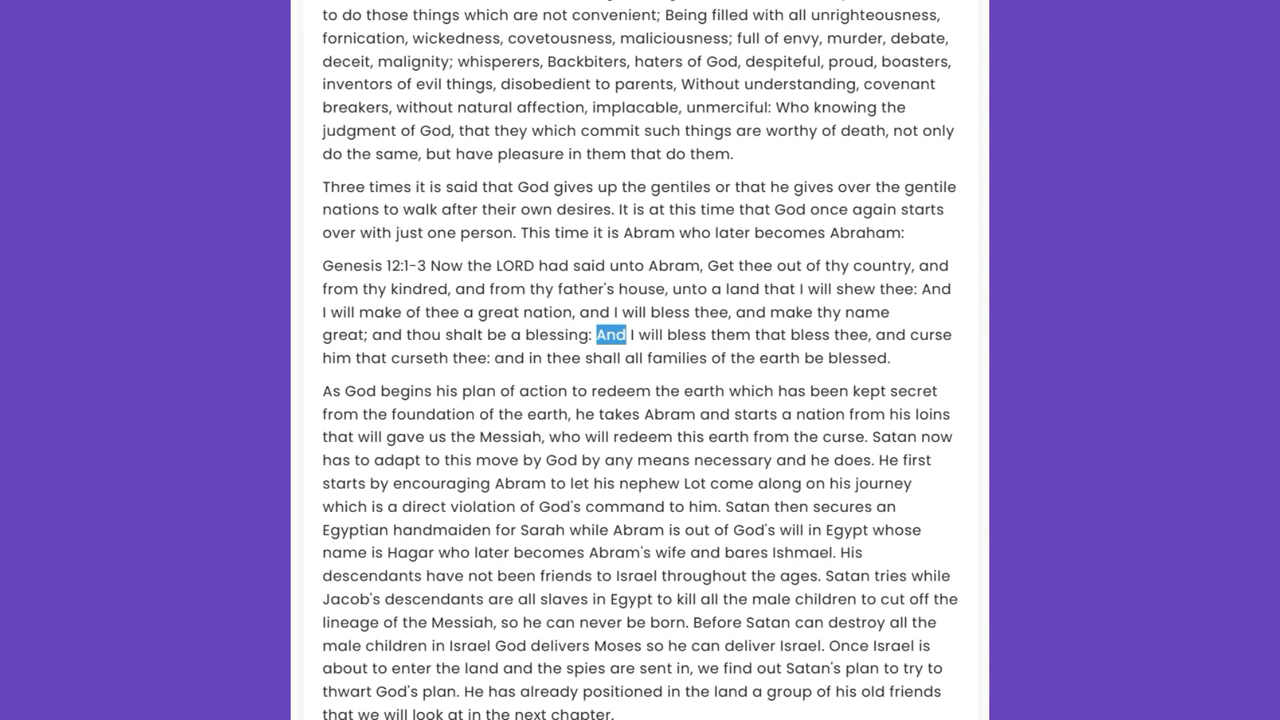 to do those things which are not convenient; Being filled with all unrighteousness,
fornication, wickedness, covetousness, maliciousness; full of envy, murder, debate,
deceit, malignity; whisperers, Backbiters, haters of God, despiteful, proud, boasters,
inventors of evil things, disobedient to parents, Without understanding, covenant
breakers, without natural affection, implacable, unmerciful: Who knowing the
judgment of God, that they which commit such things are worthy of death, not only
do the same, but have pleasure in them that do them.
Three times it is said that God gives up the gentiles or that he gives over the gentile
nations to walk after their own desires. It is at this time that God once again starts
over with just one person. This time it is Abram who later becomes Abraham:
Genesis 12:1-3 Now the LORD had said unto Abram, Get thee out of thy country, and
from thy kindred, and from thy father's house, unto a land that I will shew thee: And
I will make of thee a great nation, and I will bless thee, and make thy name
great; and thou shalt be a blessing: And I will bless them that bless thee, and curse
him that curseth thee: and in thee shall all families of the earth be blessed.
As God begins his plan of action to redeem the earth which has been kept secret
from the foundation of the earth, he takes Abram and starts a nation from his loins
that will gave us the Messiah, who will redeem this earth from the curse. Satan now
has to adapt to this move by God by any means necessary and he does. He first
starts by encouraging Abram to let his nephew Lot come along on his journey
which is a direct violation of God's command to him. Satan then secures an
Egyptian handmaiden for Sarah while Abram is out of God's will in Egypt whose
name is Hagar who later becomes Abram's wife and bares Ishmael. His
descendants have not been friends to Israel throughout the ages. Satan tries while
Jacob's descendants are all slaves in Egypt to kill all the male children to cut off the
lineage of the Messiah, so he can never be born. Before Satan can destroy all the
male children in Israel God delivers Moses so he can deliver Israel. Once Israel is
about to enter the land and the spies are sent in, we find out Satan's plan to try to
thwart God's plan. He has already positioned in the land a group of his old friends
that we will look at in the next chapter.